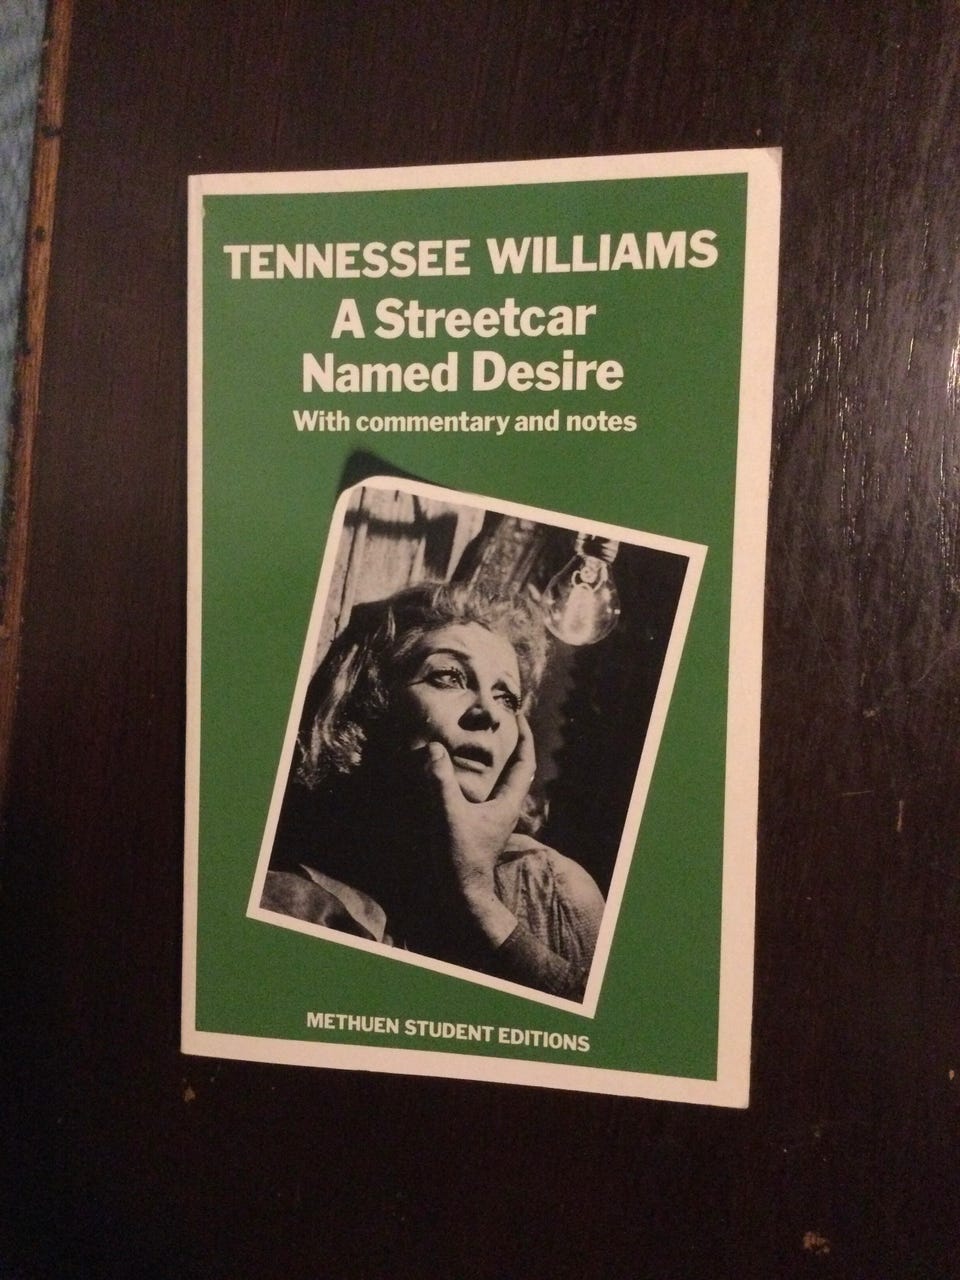 TENNESSEE WILLIAMS
A Streetcar
Named Desire
With commentary and notes
METHUEN STUDENT EDITIONS